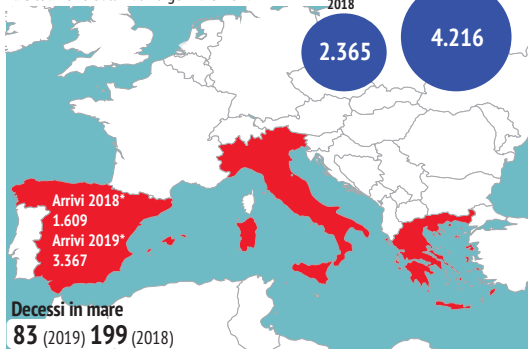 2018
2.365
4.216
Arrivi 2018*
1.609
Arrivi 2019*
3.367
Decessi in mare
83 (2019) 199 (2018)